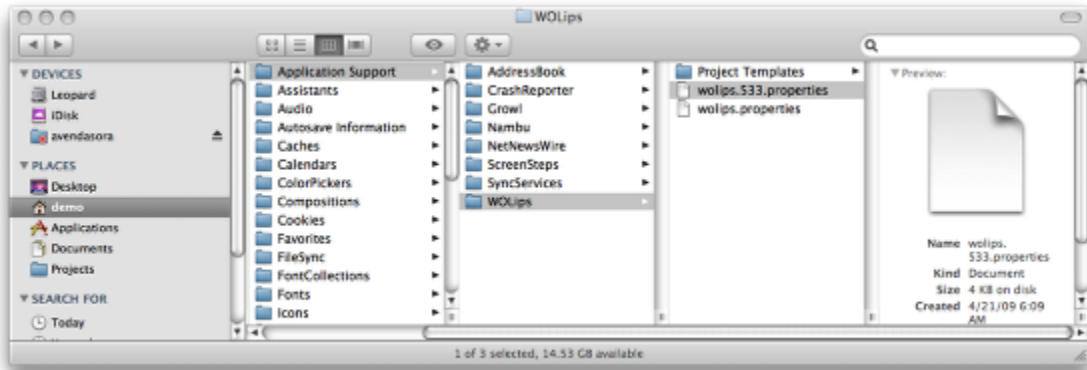 WOLips
DEVICES
Leopard
iDisk
avendasora
PLACES
Desktop
demo
Applications
Documents
Projects
SEARCH FOR
Today
Application Support
Assistants
Audio
Autosave Information
Caches
Calendars
ColorPickers
Compositions
Cookies
Favorites
FileSync
FontCollections
Fonts
Icons
AddressBook
CrashReporter
Growl
Nambu
NetNewsWire
ScreenSteps
SyncServices
WOLips
Project Templates
wolips.533.properties
wolips.properties
Preview:
Name wolips.
533.properties
Kind Document
Size 4 KB on disk
Created 4/21/09 6:09
AM
1 of 3 selected, 14.53 GB available